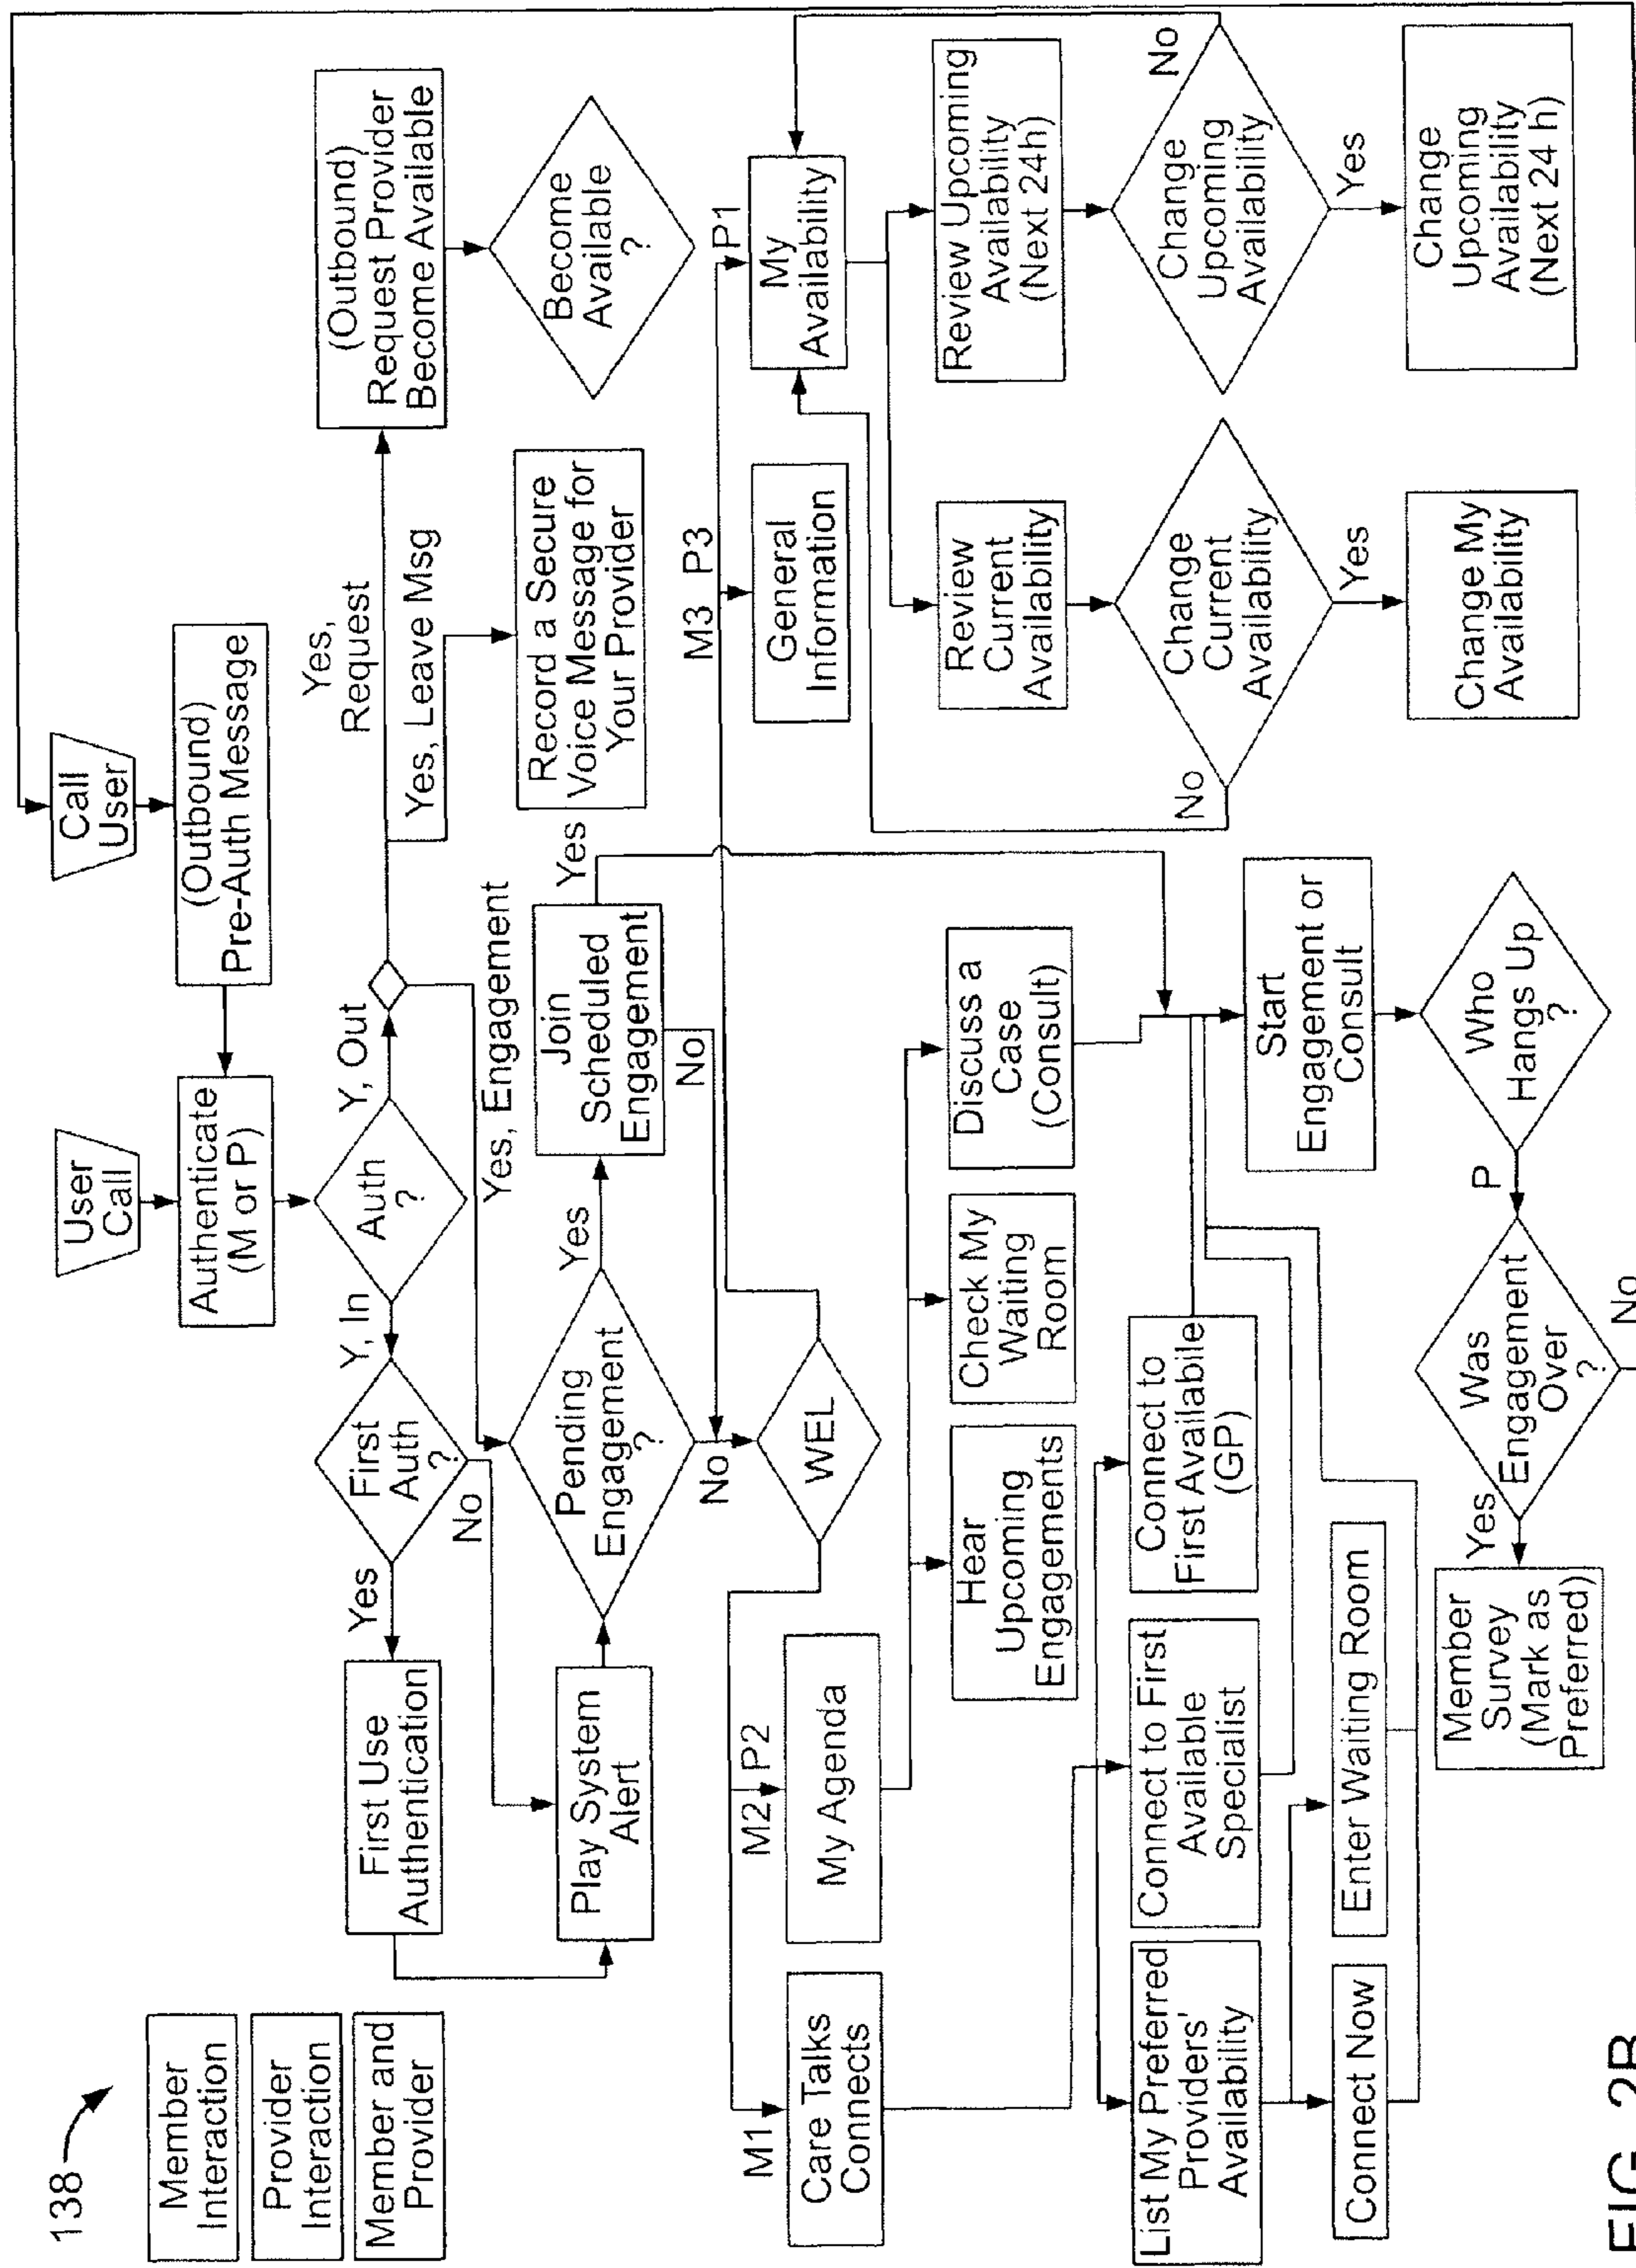 138
Member
Interaction
Provider
Interaction
Member and
Provider
User
Call
Call
User
Authenticate
(M or P)
(Outbound)
Pre-Auth Message
Y, In
Auth
?
Y, Out
Yes,
Request
Yes, Leave Msg
(Outbound)
Request Provider
Become Available
Become
Available
?
Record a Secure
Voice Message for
Your Provider
First
Auth
?
Yes
No
Yes, Engagement
First Use
Authentication
Play System
Alert
Pending
Engagement
?
Yes
No
Join
Scheduled
Engagement
Yes
No
WEL
M1
M2 P2
M3 P3
P1
Care Talks
Connects
My Agenda
General
Information
My
Availability
Hear
Upcoming
Engagements
Check My
Waiting
Room
Discuss a
Case
(Consult)
Review
Current
Availability
Review Upcoming
Availability
(Next 24h)
List My Preferred
Providers'
Availability
Connect to First
Available
Specialist
Connect to
First Availabile
(GP)
No
Change
Current
Availability
Yes
No
Change
Upcoming
Availability
Yes
Connect Now
Enter Waiting Room
Start
Engagement or
Consult
Change My
Availability
Change
Upcoming
Availability
(Next 24 h)
Member
Survey
(Mark as
Preferred)
Yes
Was
Engagement
Over
?
No
P
Who
Hangs Up
?
FIG. 2B